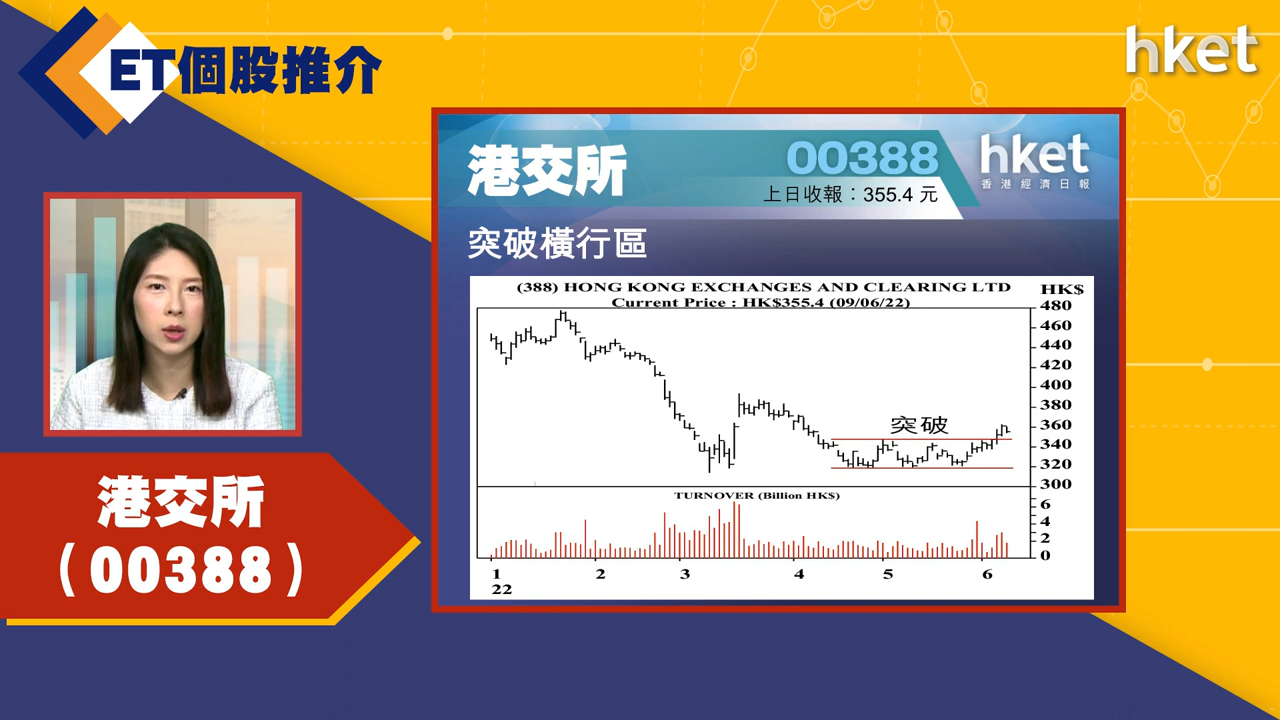 ET個股推介
hket
港交所
00388
hket
香港經濟日報
上日收報：355.4 元
突破橫行區
(388) HONG KONG EXCHANGES AND CLEARING LTD
Current Price : HK$355.4 (09/06/22)
HK$
480
460
440
420
400
380
突破
360
340
320
300
TURNOVER (Billion HK$)
6
4
2
0
1
2
3
4
5
6
22
港交所
（00388）